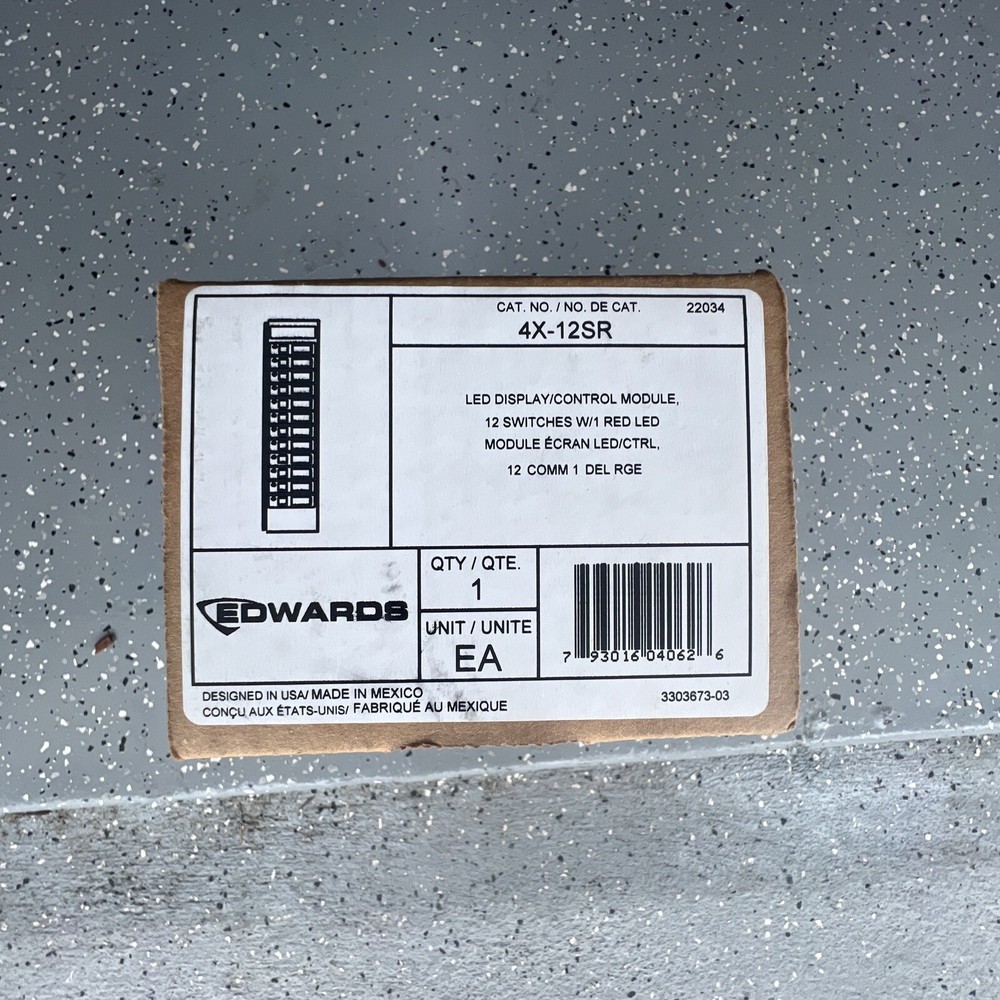 CAT. NO. / NO. DE CAT. 22034
4X-12SR
LED DISPLAY/CONTROL MODULE,
12 SWITCHES W/1 RED LED
MODULE ÉCRAN LED/CTRL,
12 COMM 1 DEL RGE
EDWARDS
QTY / QTE.
1
UNIT / UNITE
EA
7 93016 04062 6
DESIGNED IN USA/ MADE IN MEXICO
CONÇU AUX ÉTATS-UNIS/ FABRIQUÉ AU MEXIQUE
3303673-03